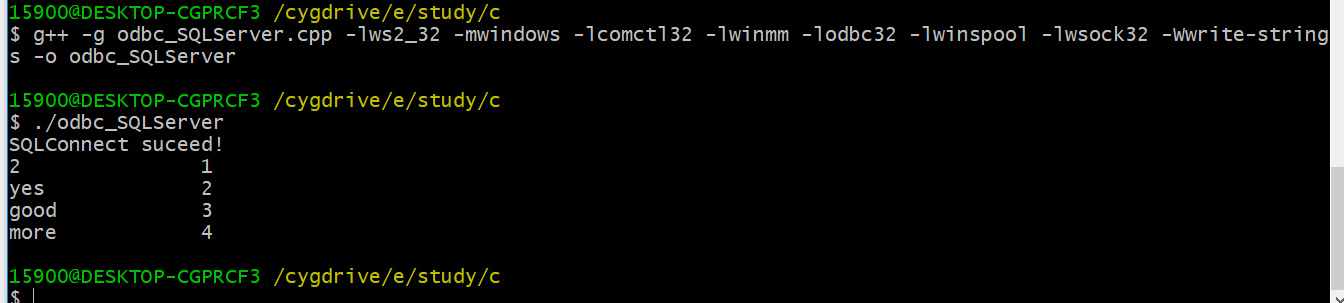 15900@DESKTOP-CGPRCF3 /cygdrive/e/study/c
$ g++ -g odbc_SQLServer.cpp -lws2_32 -mwindows -lcomctl32 -lwinmm -lodbc32 -lwinspool -lwsock32 -Wwrite-string
s -o odbc_SQLServer
15900@DESKTOP-CGPRCF3 /cygdrive/e/study/c
$ ./odbc_SQLServer
SQLConnect suceed!
2               1
yes             2
good            3
more            4
15900@DESKTOP-CGPRCF3 /cygdrive/e/study/c
$